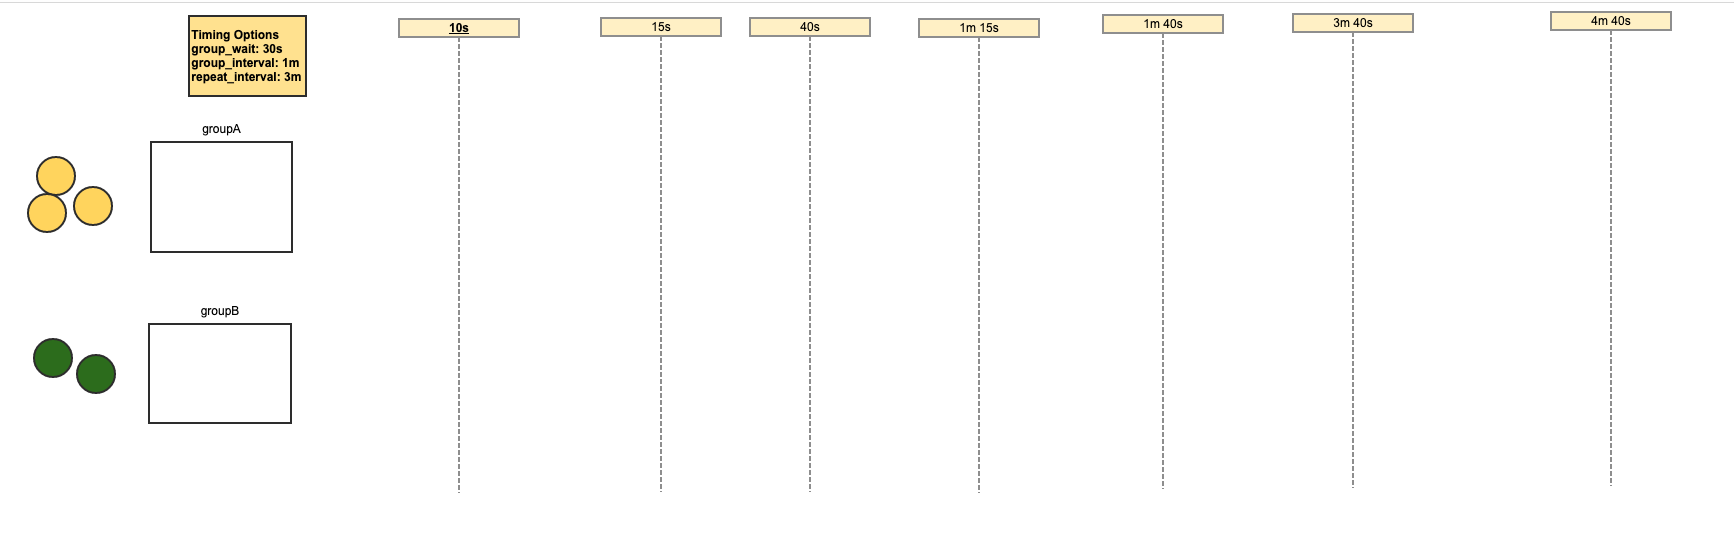 Timing Options
group_wait: 30s
group_interval: 1m
repeat_interval: 3m
10s
15s
40s
1m 15s
1m 40s
3m 40s
4m 40s
groupA
groupB